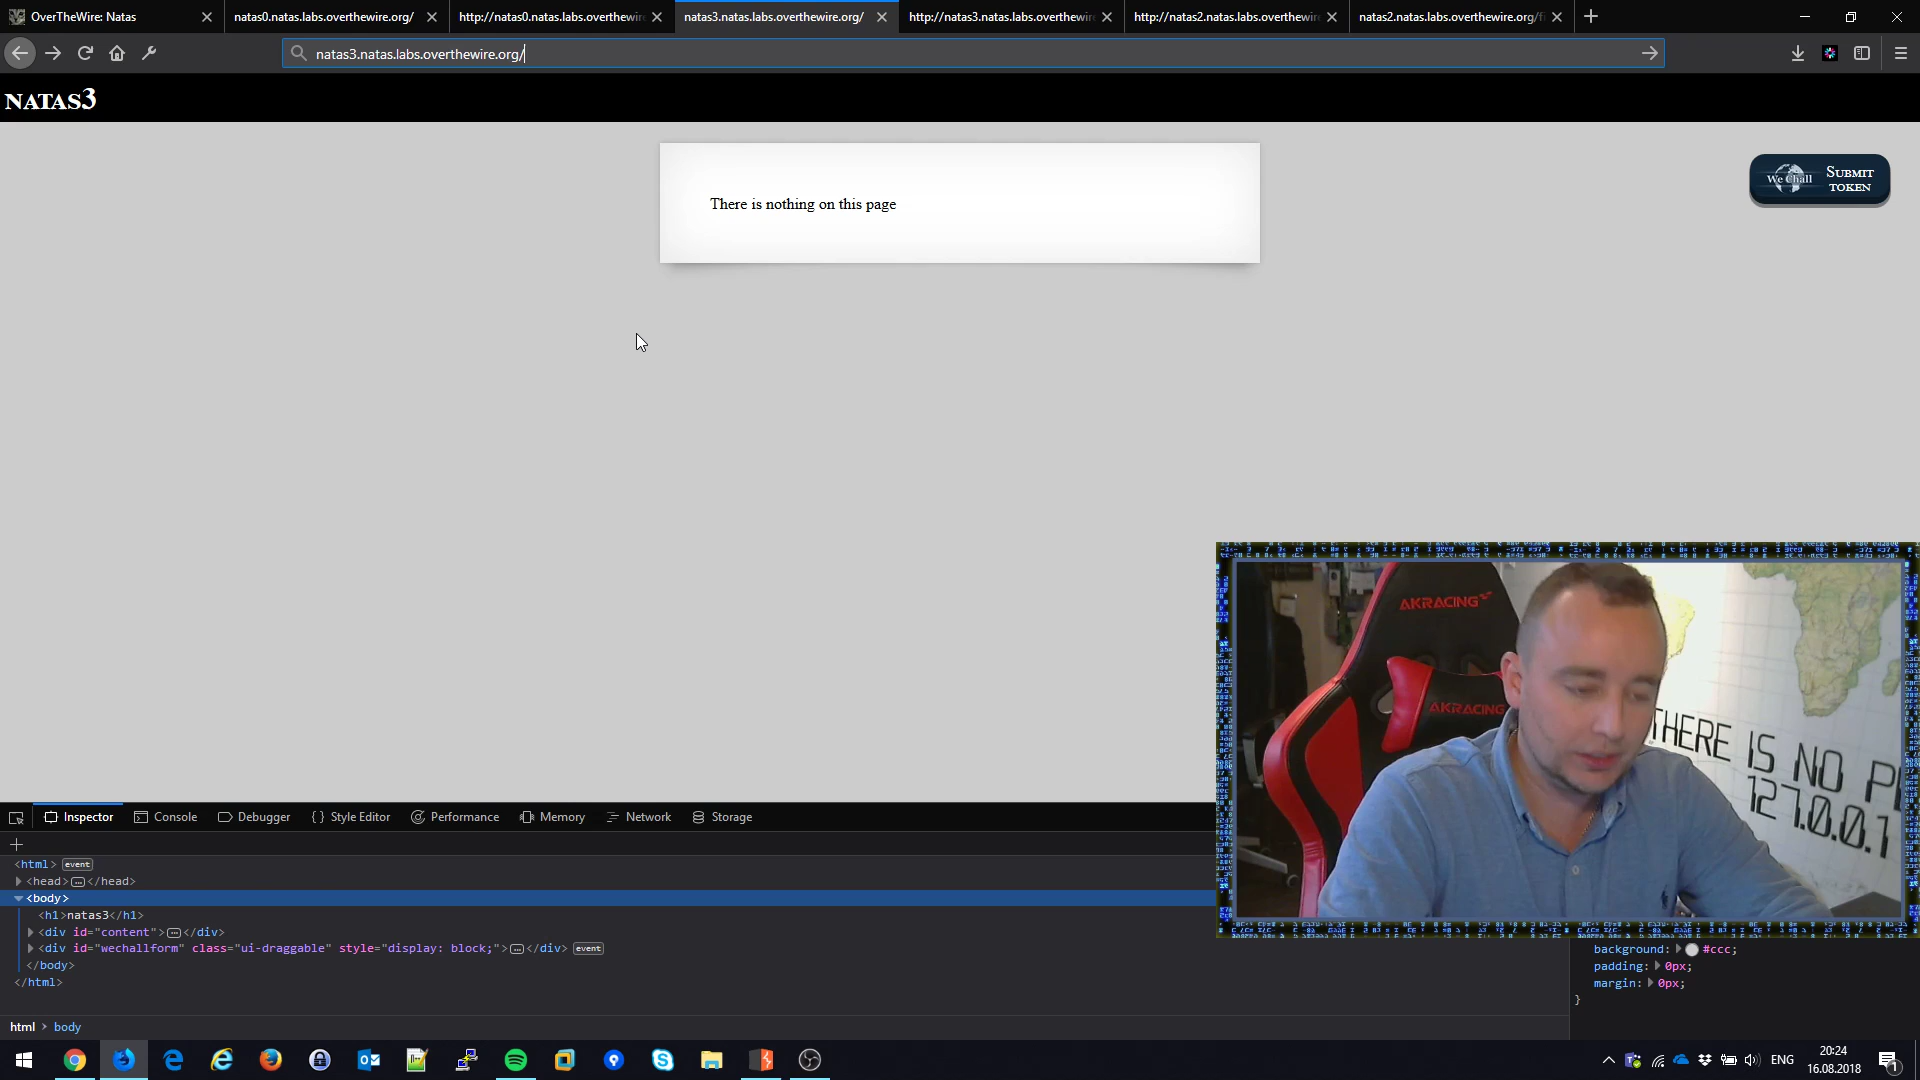 OverTheWire: Natas
natas0.natas.labs.overthewire.org/
http://natas0.natas.labs.overthewire
natas3.natas.labs.overthewire.org/
http://natas3.natas.labs.overthewire
http://natas2.natas.labs.overthewire
natas2.natas.labs.overthewire.org/fi
natas3.natas.labs.overthewire.org/
NATAS3
There is nothing on this page
We Chall
SUBMIT
TOKEN
AKRACING
AKRACING
THERE IS NO P
127.0.0.1
Inspector
Console
Debugger
{ } Style Editor
Performance
Memory
Network
Storage
<html> event
<head> … </head>
<body>
<h1>natas3</h1>
<div id="content"> … </div>
<div id="wechallform" class="ui-draggable" style="display: block;"> … </div> event
</body>
</html>
background: #ccc;
padding: 0px;
margin: 0px;
}
html > body
ENG
20:24
16.08.2018
1